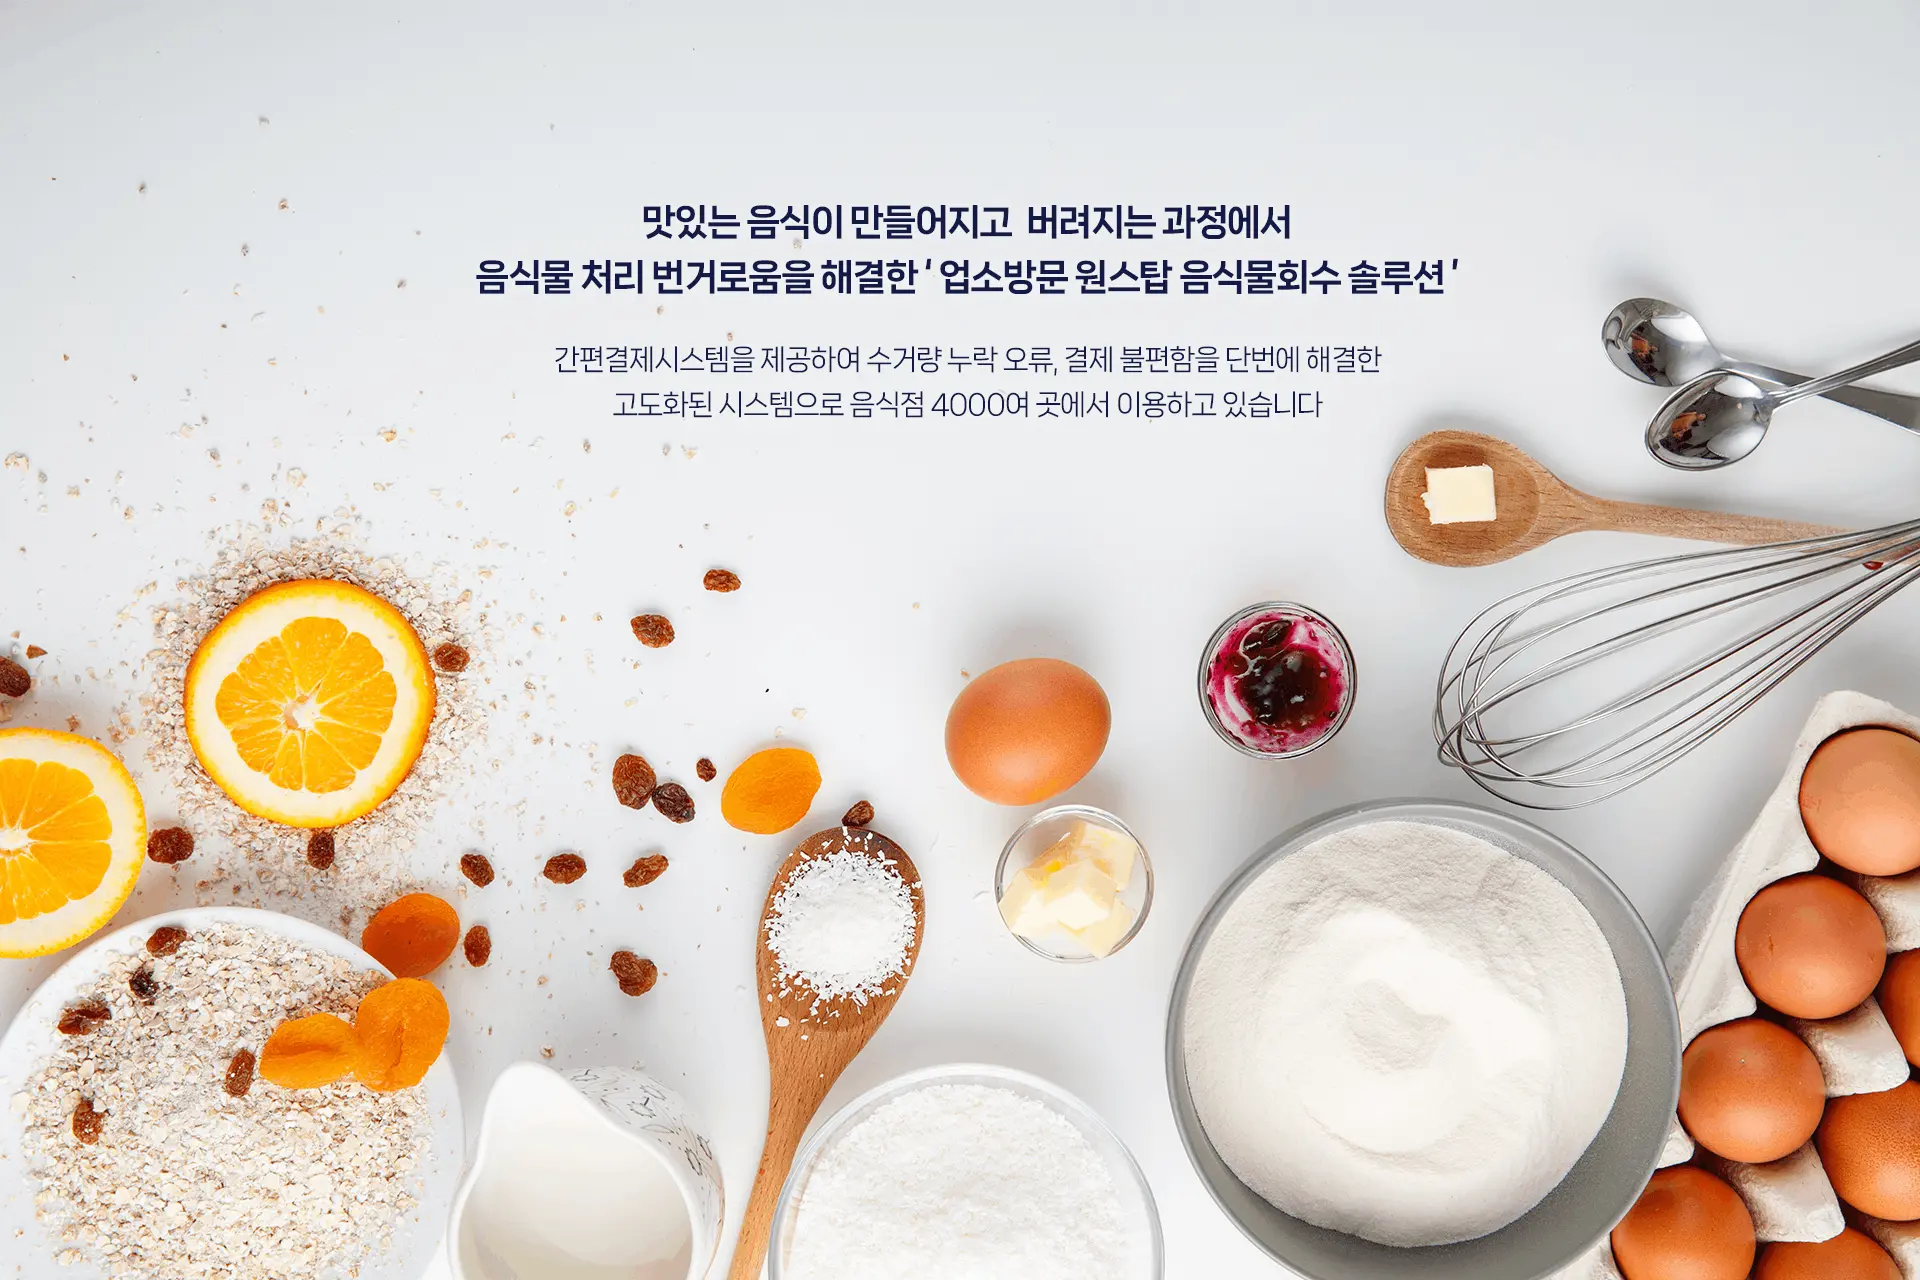 맛있는 음식이 만들어지고 버려지는 과정에서
음식물 처리 번거로움을 해결한 ‘ 업소방문 원스탑 음식물회수 솔루션 ’
간편결제시스템을 제공하여 수거량 누락 오류, 결제 불편함을 단번에 해결한
고도화된 시스템으로 음식점 4000여 곳에서 이용하고 있습니다